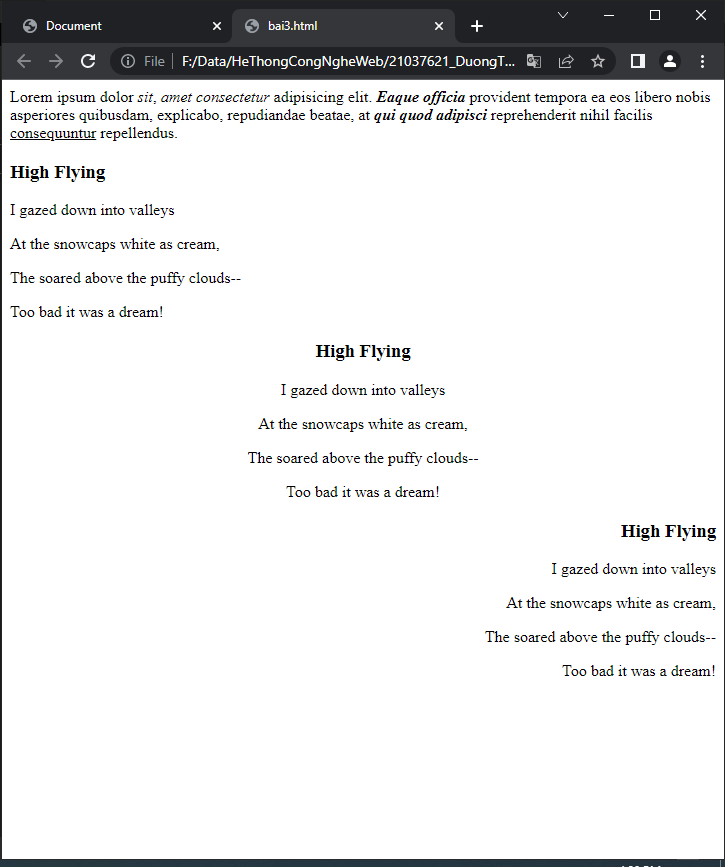 Document
bai3.html
File
F:/Data/HeThongCongNgheWeb/21037621_DuongT...
Lorem ipsum dolor sit, amet consectetur adipisicing elit. Eaque officia provident tempora ea eos libero nobis
asperiores quibusdam, explicabo, repudiandae beatae, at qui quod adipisci reprehenderit nihil facilis
consequuntur repellendus.
High Flying
I gazed down into valleys
At the snowcaps white as cream,
The soared above the puffy clouds--
Too bad it was a dream!
High Flying
I gazed down into valleys
At the snowcaps white as cream,
The soared above the puffy clouds--
Too bad it was a dream!
High Flying
I gazed down into valleys
At the snowcaps white as cream,
The soared above the puffy clouds--
Too bad it was a dream!